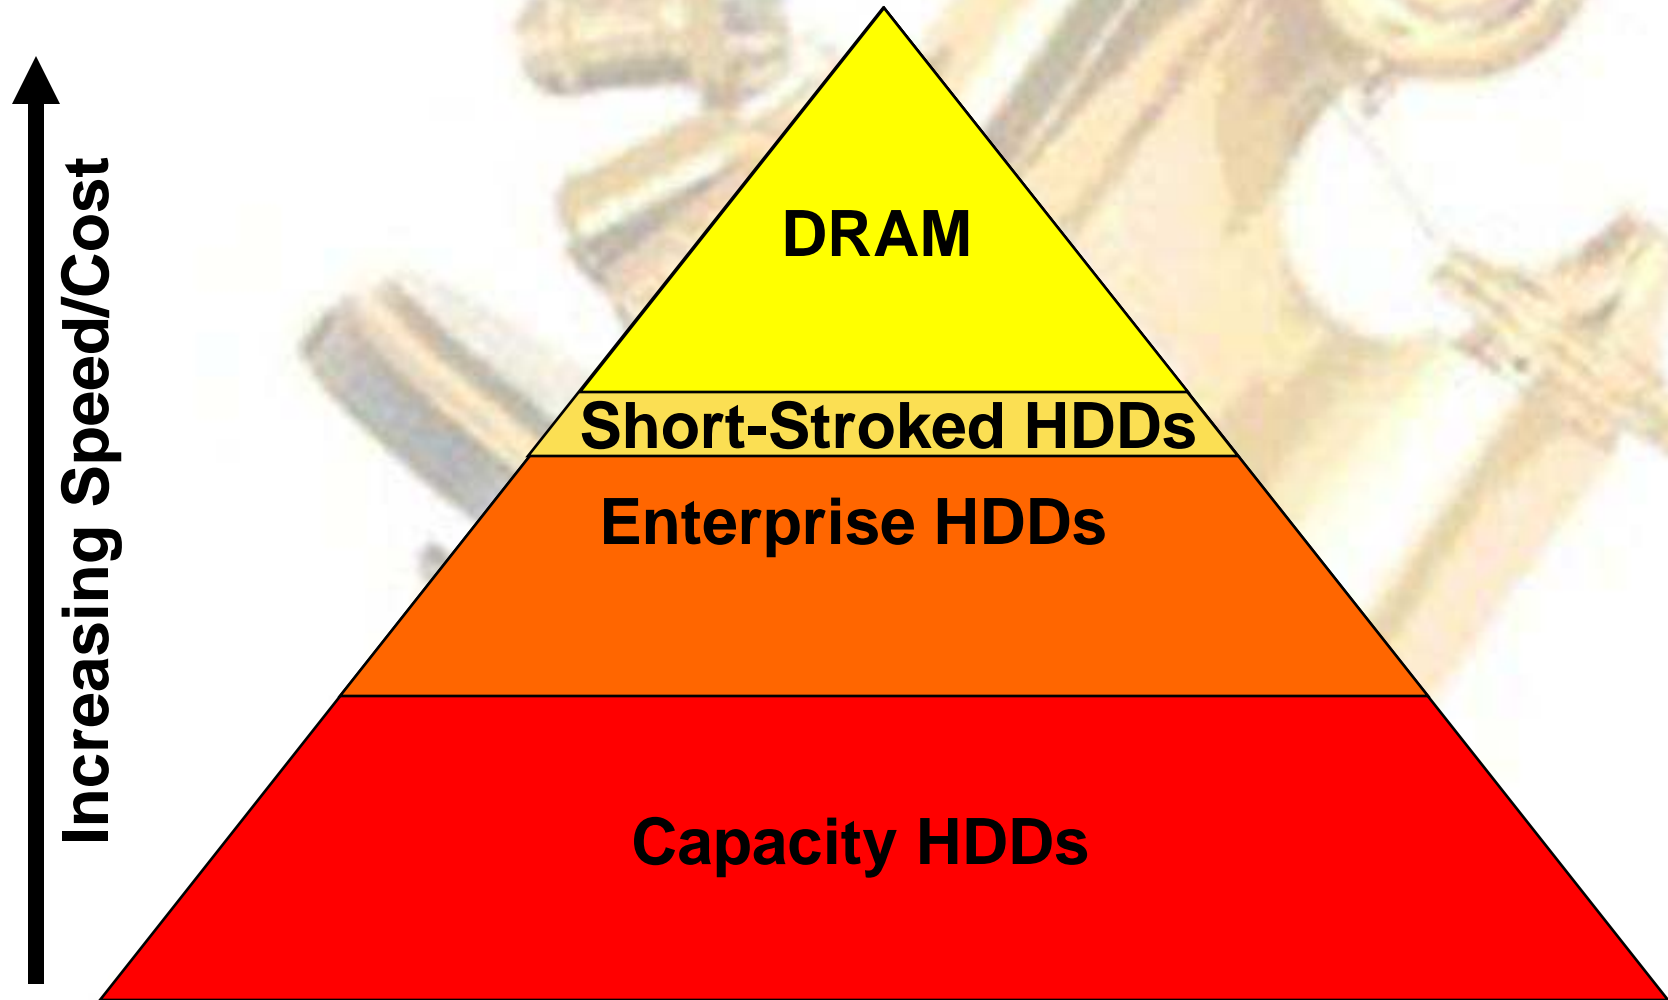 Increasing Speed/Cost
DRAM
Short-Stroked HDDs
Enterprise HDDs
Capacity HDDs